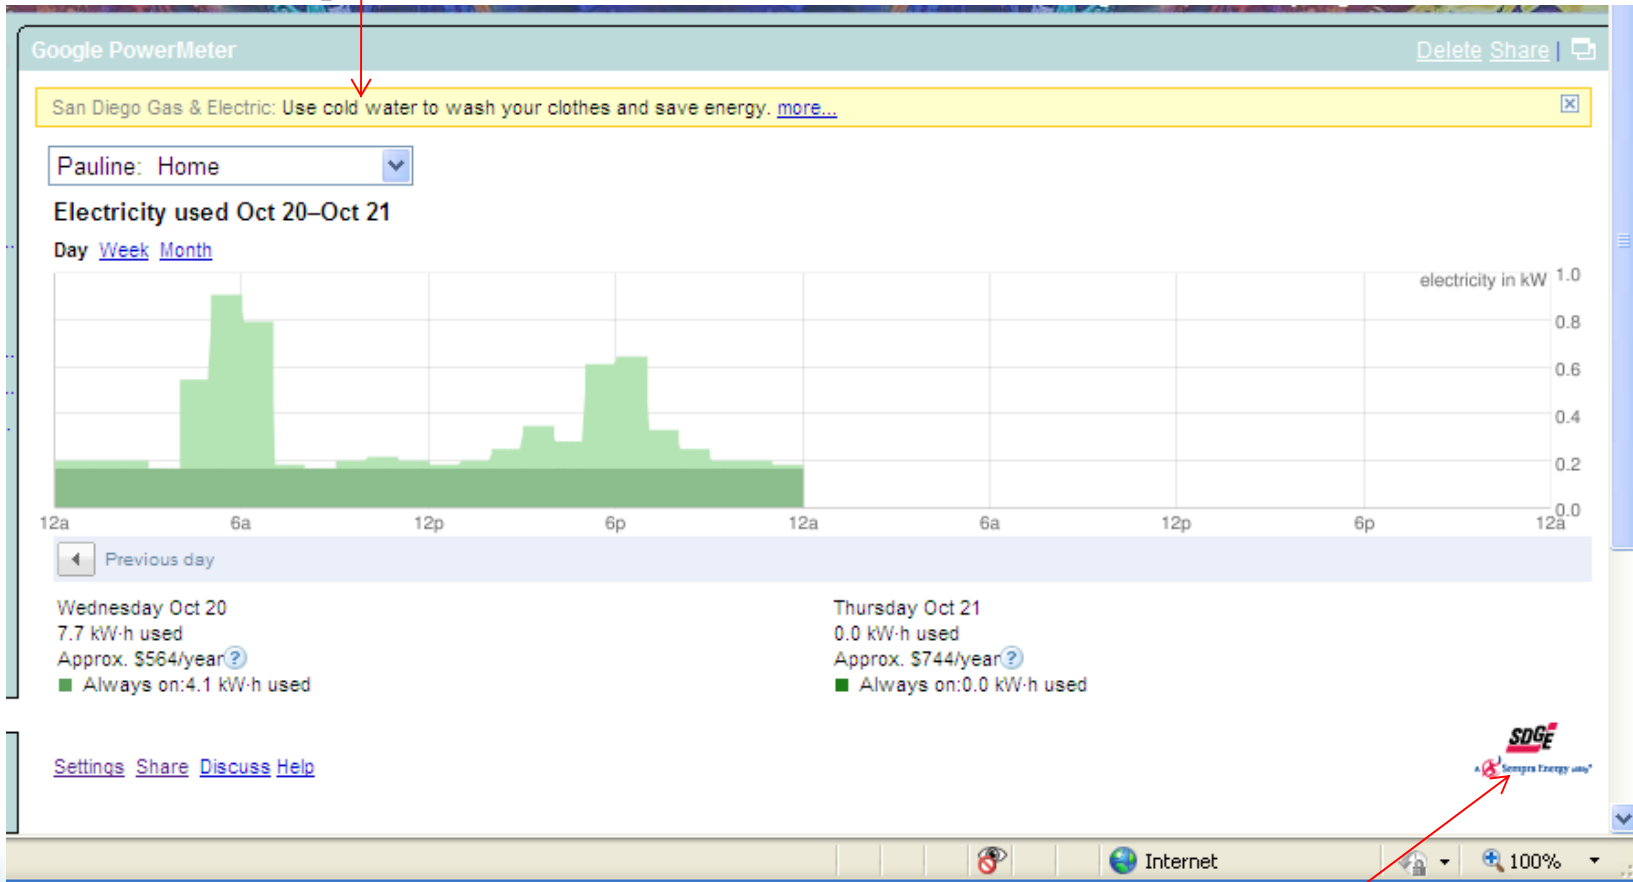 Google PowerMeter
Delete Share |
San Diego Gas & Electric: Use cold water to wash your clothes and save energy. more...
Pauline: Home
Electricity used Oct 20–Oct 21
Day Week Month
electricity in kW 1.0
0.8
0.6
0.4
0.2
0.0
12a 6a 12p 6p 12a 6a 12p 6p 12a
Previous day
Wednesday Oct 20
7.7 kW·h used
Approx. $564/year ?
Always on:4.1 kW·h used
Thursday Oct 21
0.0 kW·h used
Approx. $744/year ?
Always on:0.0 kW·h used
SDGE
A Sempra Energy utility®
Settings Share Discuss Help
Internet
100%